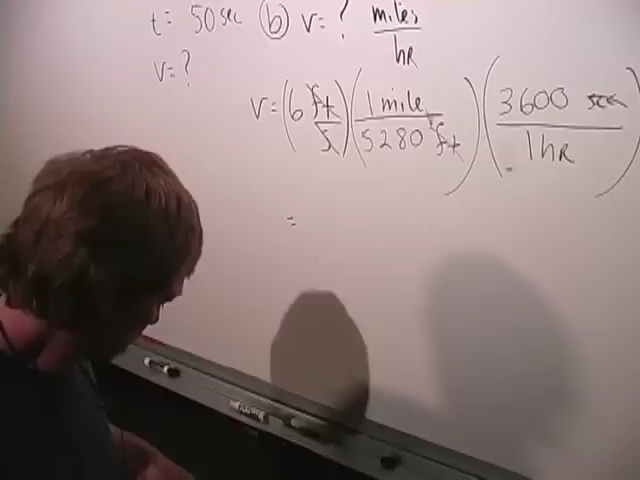 t = 50 sec (b) v = ? miles/hr
v = ?
v = (6 ft/s)(1 mile/5280 ft)(3600 sec/1 hR)
=